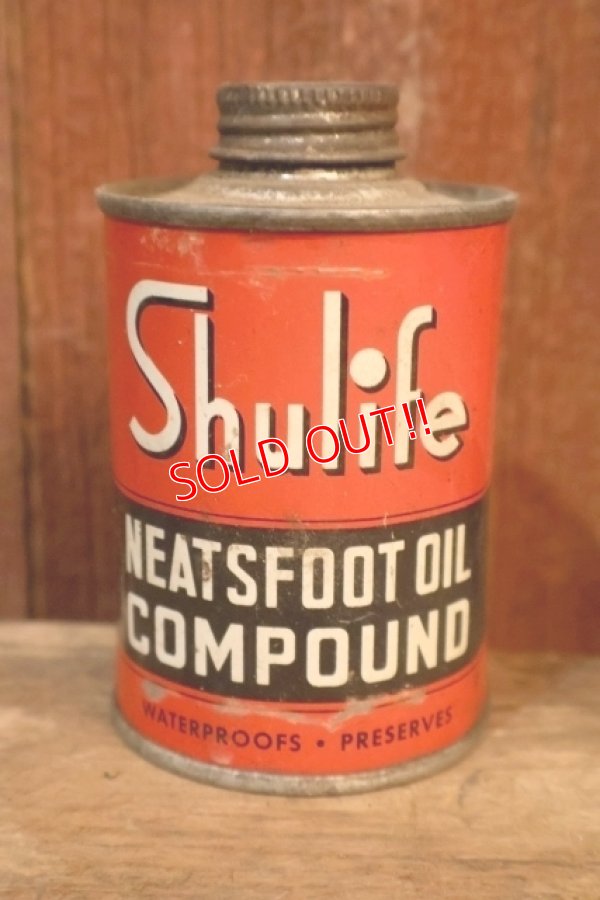 Shulife
SOLD OUT!!
NEATSFOOT OIL
COMPOUND
WATERPROOFS • PRESERVES